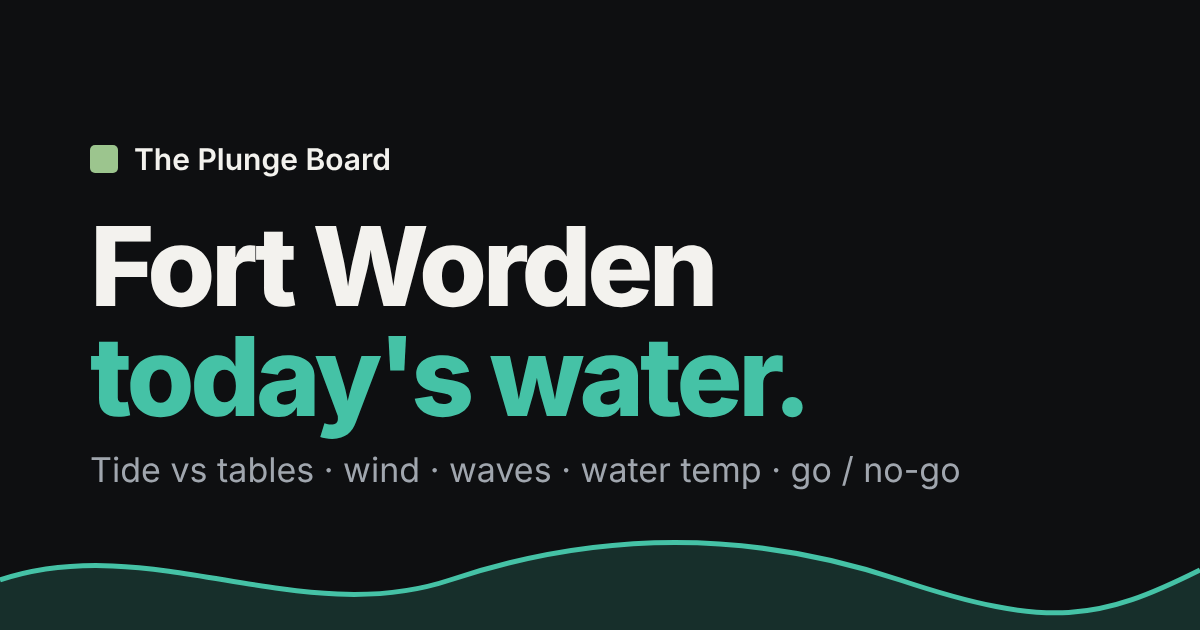 The Plunge Board
Fort Worden
today's water.
Tide vs tables · wind · waves · water temp · go / no-go